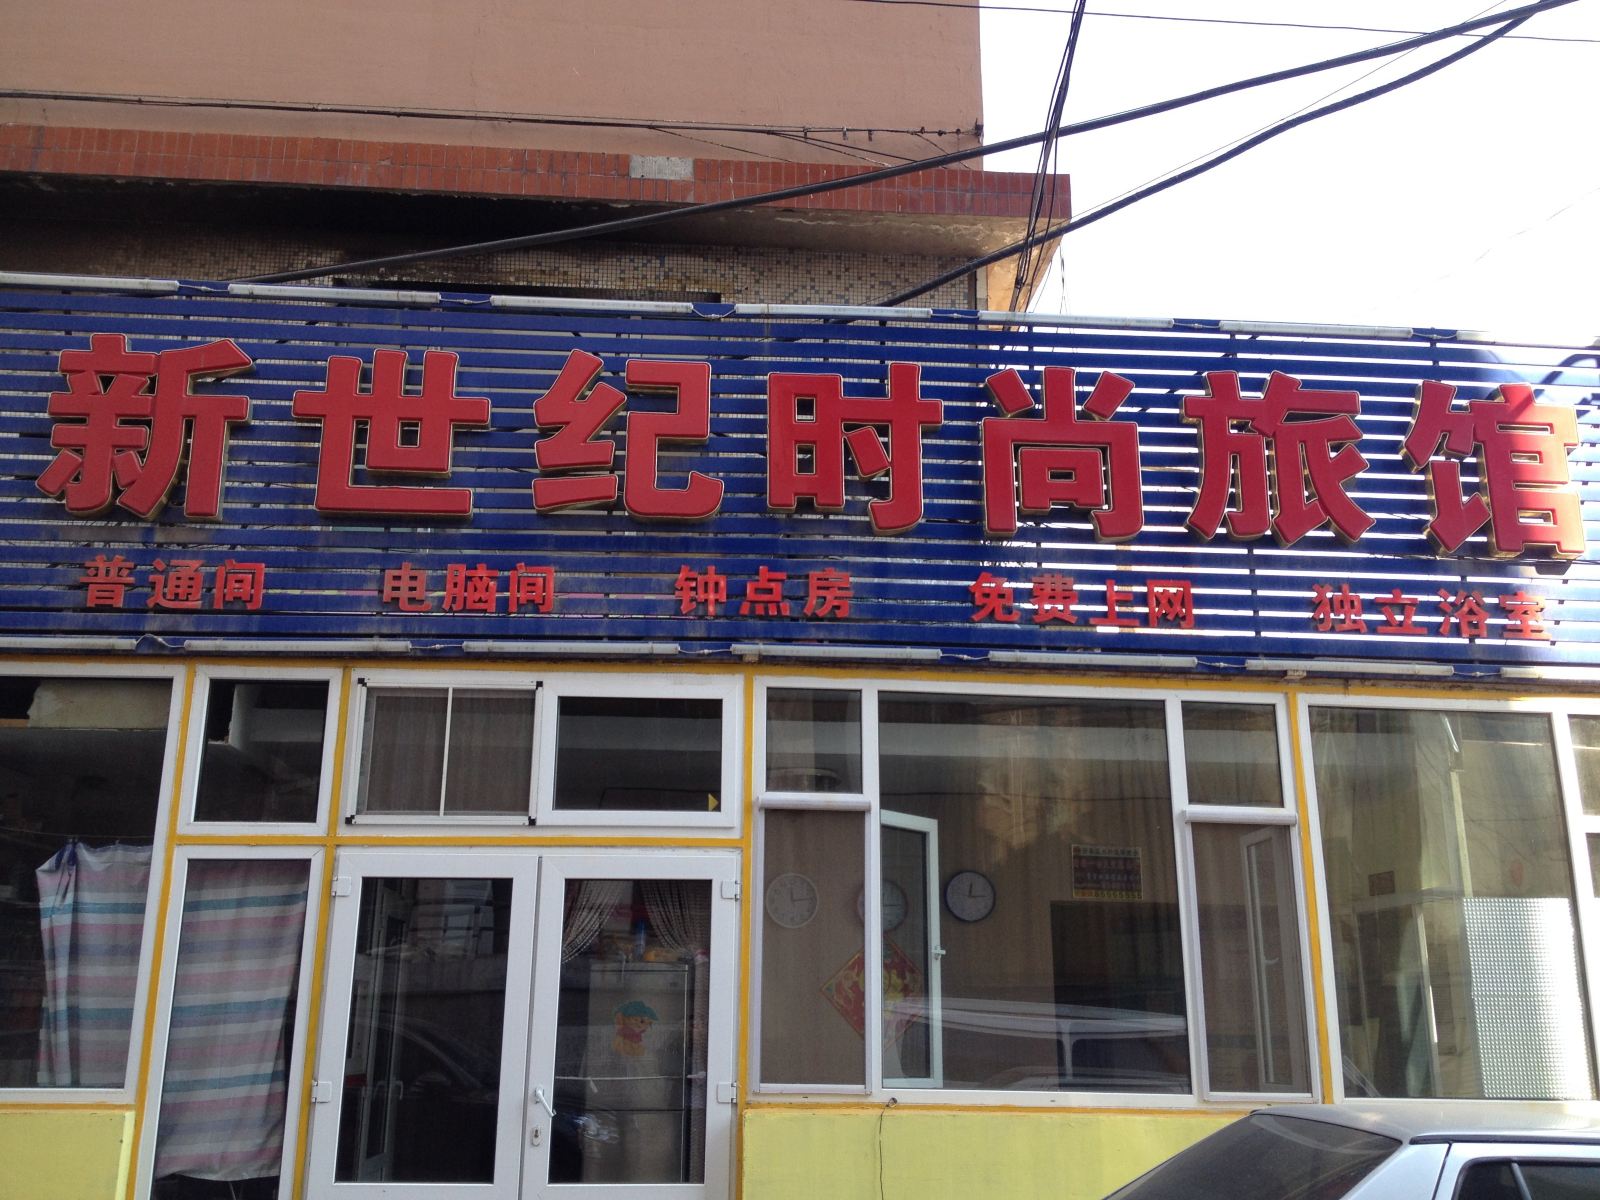 新世纪时尚旅馆
普通间 电脑间 钟点房 免费上网 独立浴室